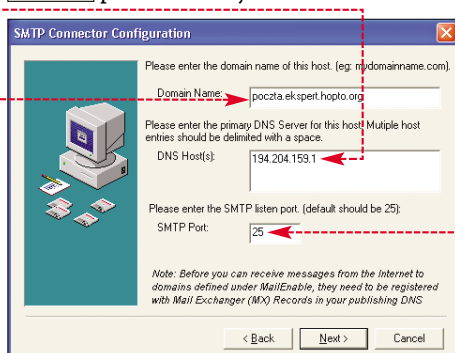 SMTP Connector Configuration
Please enter the domain name of this host. (eg: mydomainname.com).
Domain Name:
poczta.ekspert.hopto.org
Please enter the primary DNS Server for this host. Mutiple host
entries should be delimited with a space.
DNS Host(s):
194.204.159.1
Please enter the SMTP listen port. (default should be 25):
SMTP Port:
25
Note: Before you can receive messages from the Internet to
domains defined under MailEnable, they need to be registered
with Mail Exchanger (MX) Records in your publishing DNS
< Back
Next >
Cancel